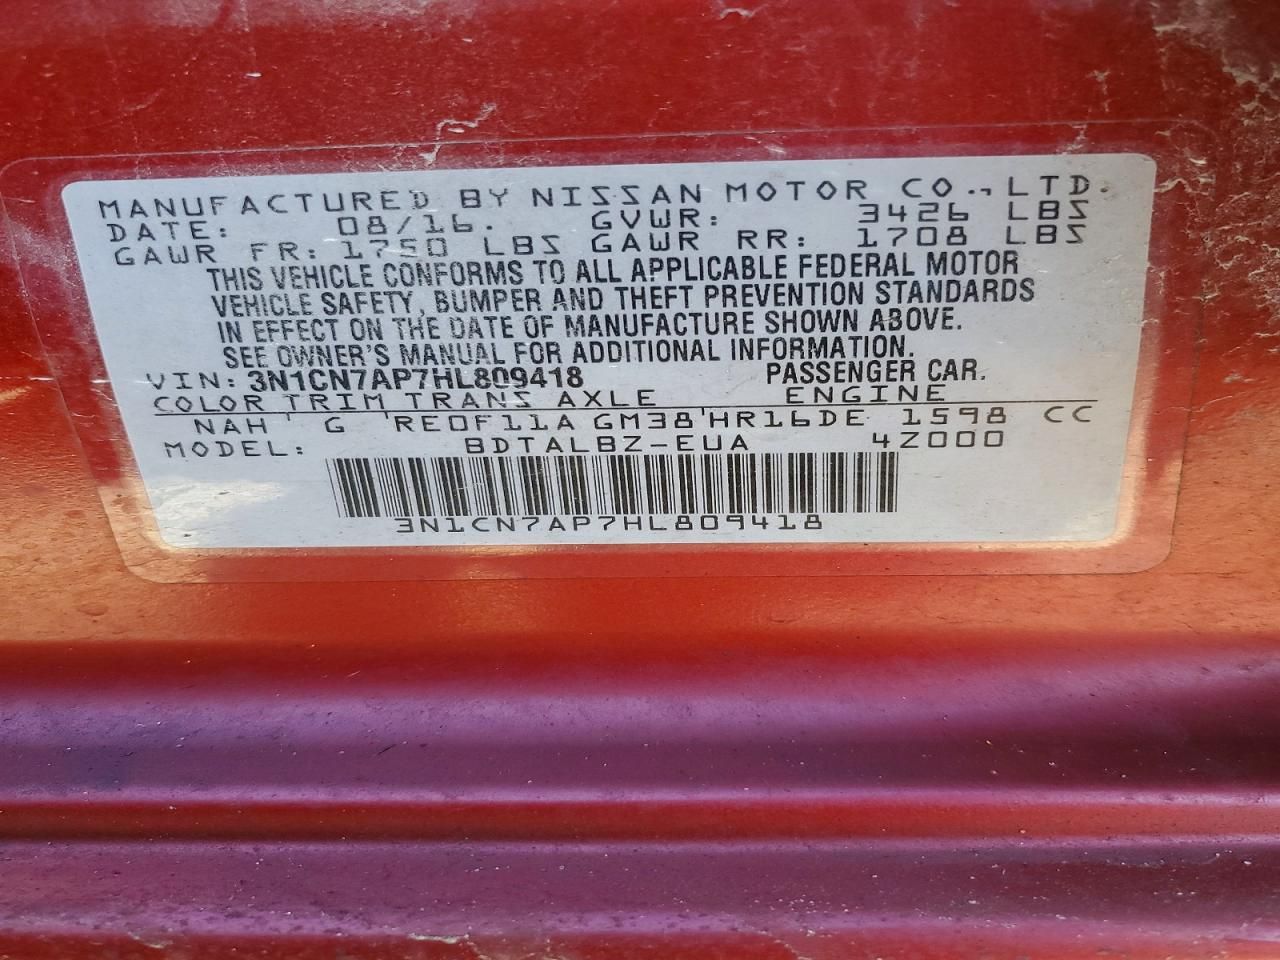 MANUFACTURED BY NISSAN MOTOR CO., LTD.
DATE: 08/16. GVWR: 3426 LBS
GAWR FR: 1750 LBS GAWR RR: 1708 LBS
THIS VEHICLE CONFORMS TO ALL APPLICABLE FEDERAL MOTOR
VEHICLE SAFETY, BUMPER AND THEFT PREVENTION STANDARDS
IN EFFECT ON THE DATE OF MANUFACTURE SHOWN ABOVE.
SEE OWNER'S MANUAL FOR ADDITIONAL INFORMATION.
VIN: 3N1CN7AP7HL809418 PASSENGER CAR.
COLOR TRIM TRANS AXLE ENGINE
NAH G RE0F11A GM38 HR16DE 1598 CC
MODEL: BDTALBZ-EUA 4Z000
3N1CN7AP7HL809418